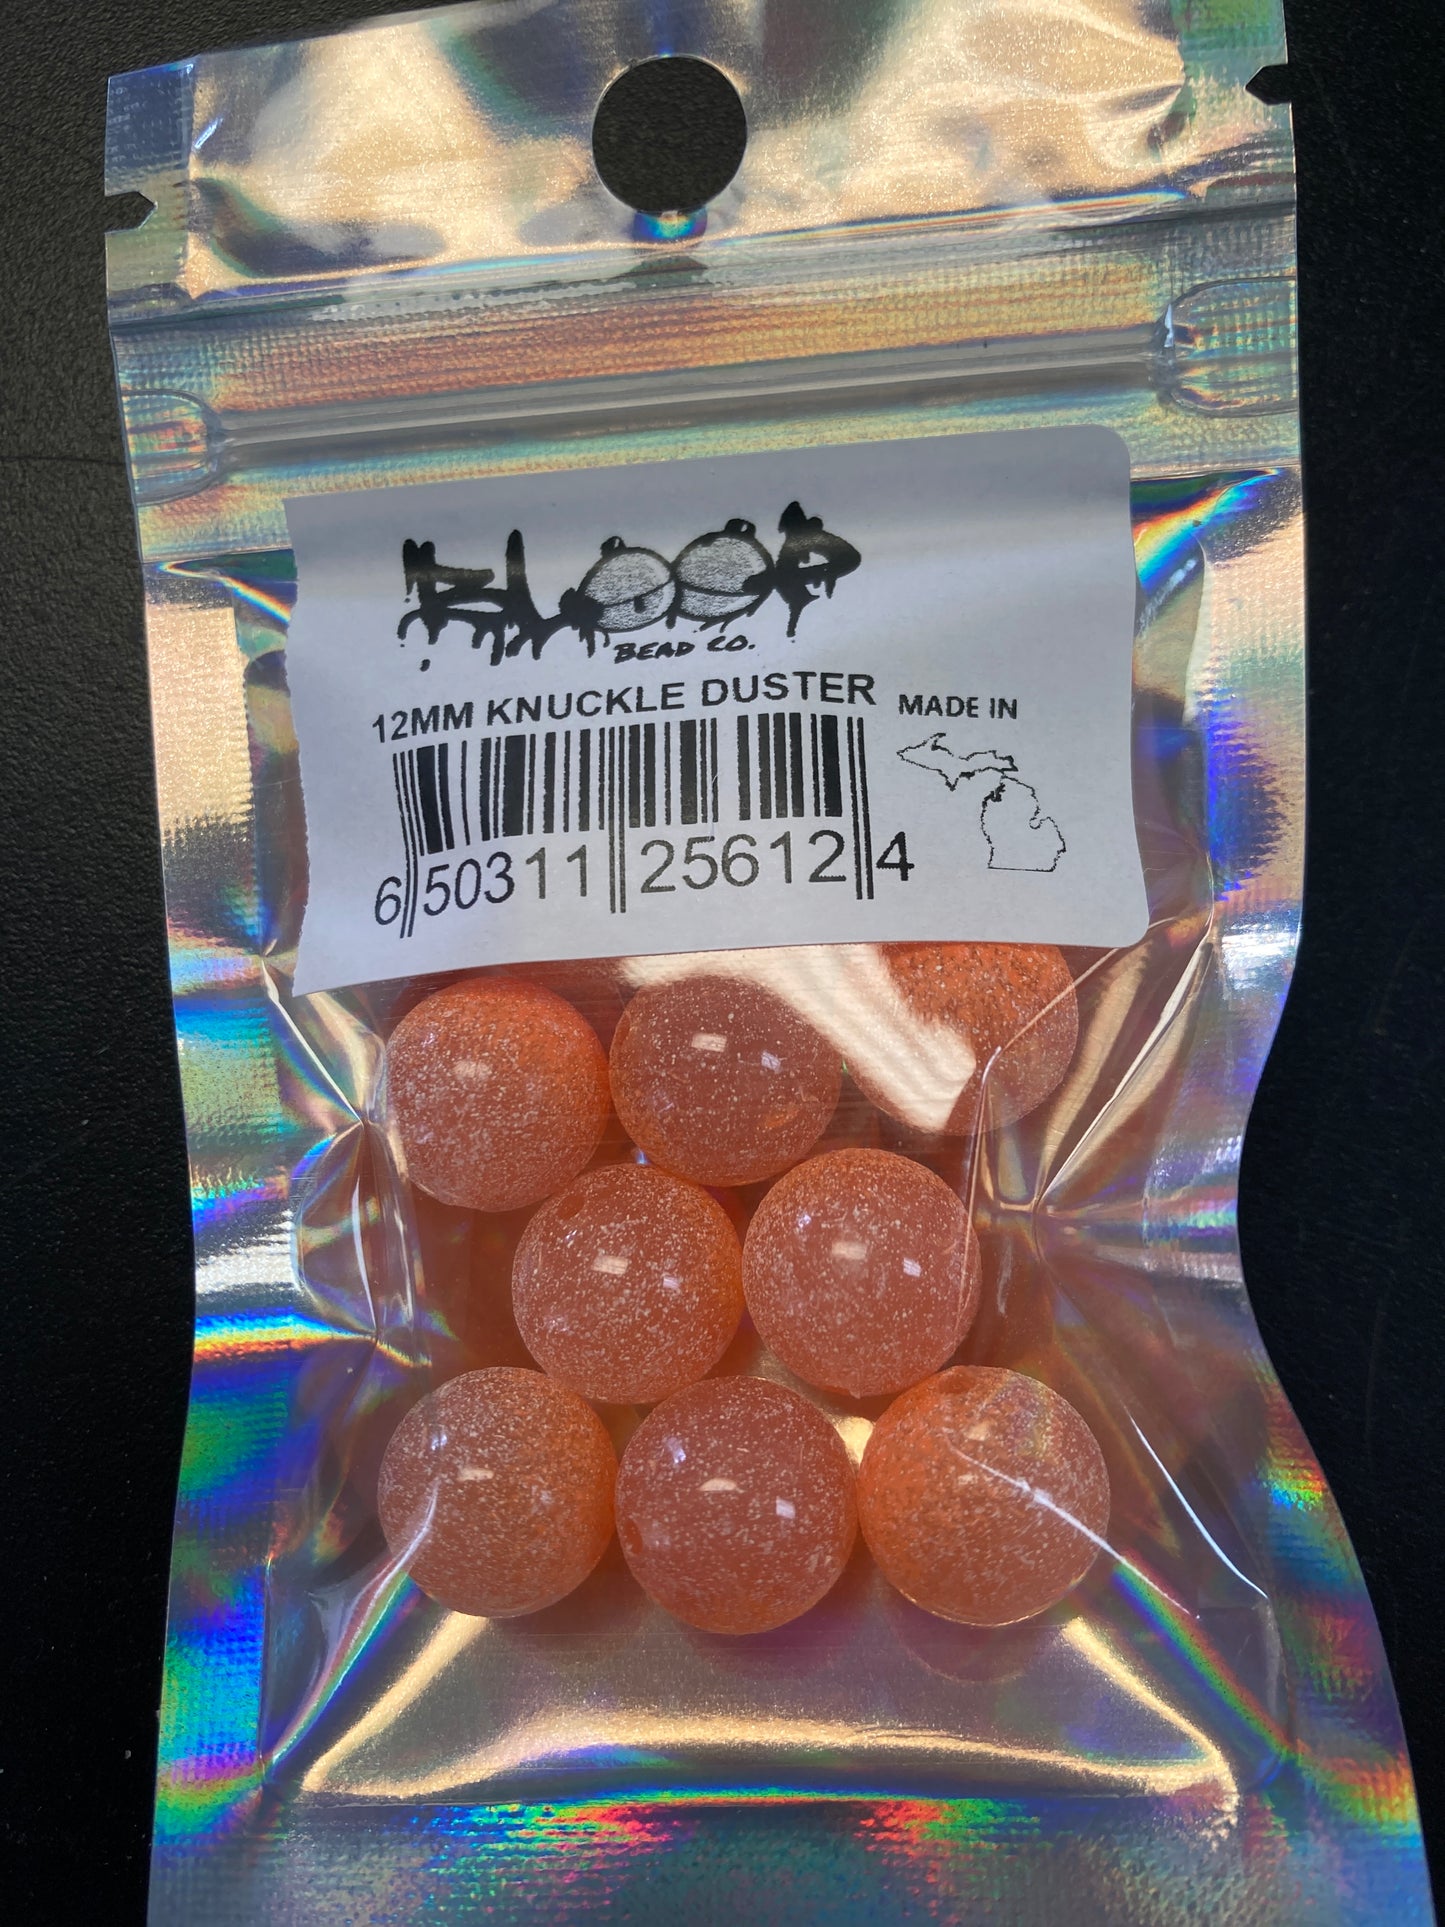 BLOOP
BEAD CO.
12MM KNUCKLE DUSTER
MADE IN
6 50311 25612 4